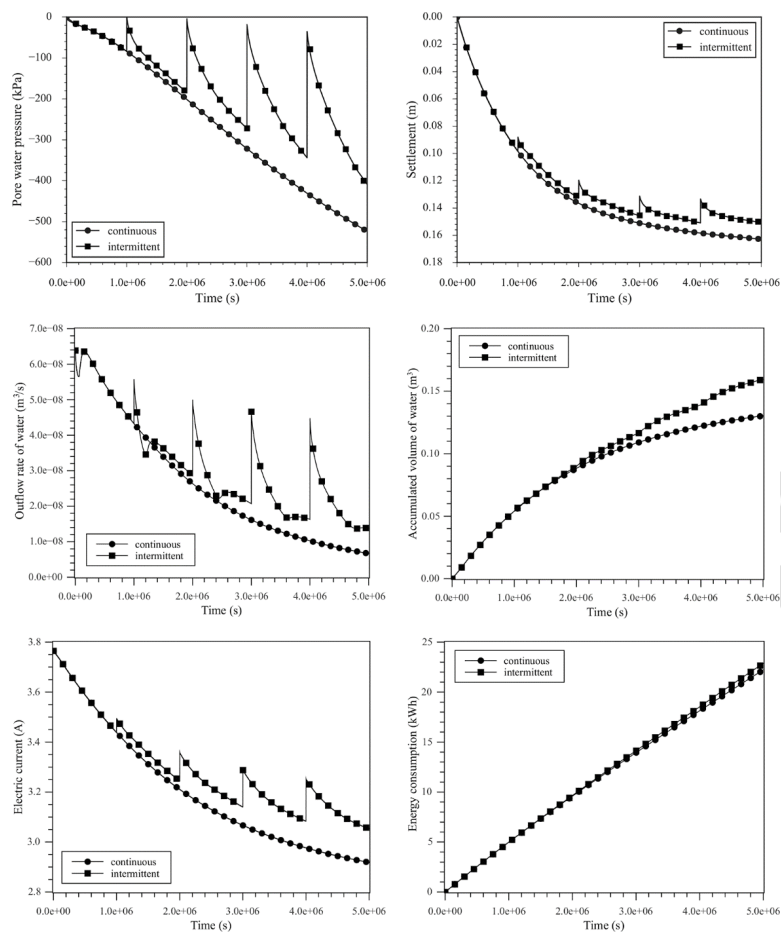 0
−100
−200
−300
−400
−500
−600
Pore water pressure (kPa)
continuous
intermittent
0.0e+00 1.0e+06 2.0e+06 3.0e+06 4.0e+06 5.0e+06
Time (s)
0.00
0.04
0.08
0.12
0.16
0.18
Settlement (m)
continuous
intermittent
0.0e+00 1.0e+06 2.0e+06 3.0e+06 4.0e+06 5.0e+06
Time (s)
7.0e−08
6.0e−08
5.0e−08
4.0e−08
3.0e−08
2.0e−08
1.0e−08
0.0e+00
Outflow rate of water (m³/s)
continuous
intermittent
0.0e+00 1.0e+06 2.0e+06 3.0e+06 4.0e+06 5.0e+06
Time (s)
0.20
0.15
0.10
0.05
0.00
Accumulated volume of water (m³)
continuous
intermittent
0.0e+00 1.0e+06 2.0e+06 3.0e+06 4.0e+06 5.0e+06
Time (s)
3.8
3.6
3.4
3.2
3.0
2.8
Electric current (A)
continuous
intermittent
0.0e+00 1.0e+06 2.0e+06 3.0e+06 4.0e+06 5.0e+06
Time (s)
25
20
15
10
5
0
Energy consumption (kWh)
continuous
intermittent
0.0e+00 1.0e+06 2.0e+06 3.0e+06 4.0e+06 5.0e+06
Time (s)